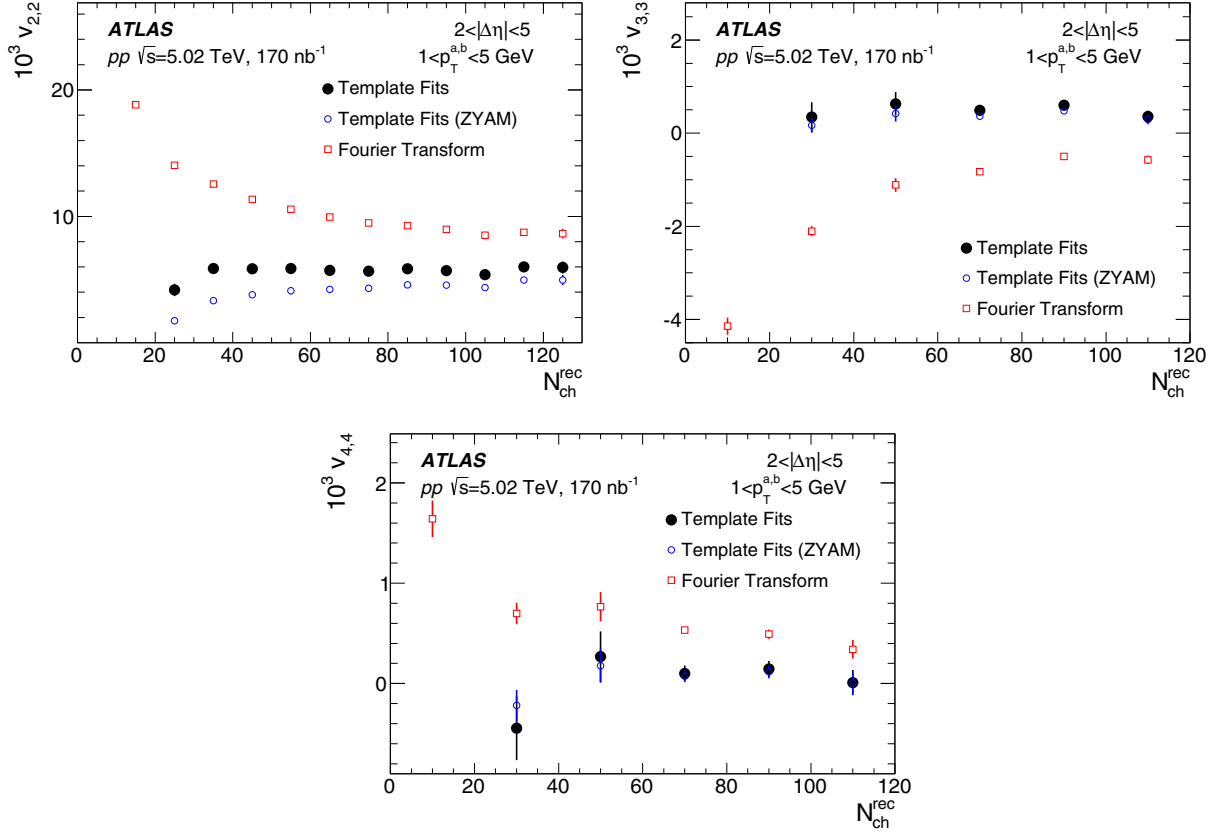 10³ v₂,₂
ATLAS
2<|Δη|<5
pp √s=5.02 TeV, 170 nb⁻¹
1<p_T^{a,b}<5 GeV
Template Fits
Template Fits (ZYAM)
Fourier Transform
20
10
0
0 20 40 60 80 100 120
N_ch^rec
10³ v₃,₃
ATLAS
2<|Δη|<5
pp √s=5.02 TeV, 170 nb⁻¹
1<p_T^{a,b}<5 GeV
2
0
-2
-4
Template Fits
Template Fits (ZYAM)
Fourier Transform
0 20 40 60 80 100 120
N_ch^rec
10³ v₄,₄
ATLAS
2<|Δη|<5
pp √s=5.02 TeV, 170 nb⁻¹
1<p_T^{a,b}<5 GeV
Template Fits
Template Fits (ZYAM)
Fourier Transform
2
1
0
0 20 40 60 80 100 120
N_ch^rec